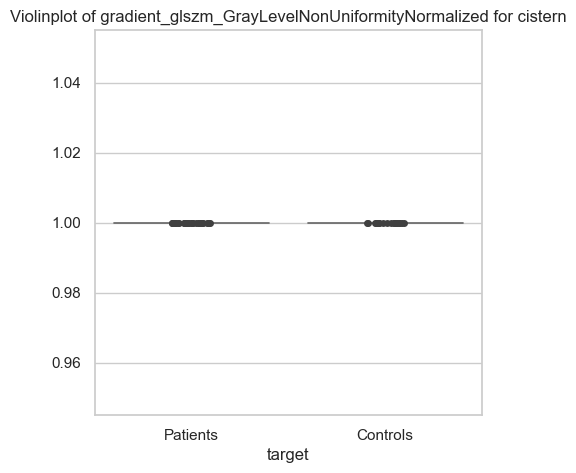 Violinplot of gradient_glszm_GrayLevelNonUniformityNormalized for cistern
1.04
1.02
1.00
0.98
0.96
Patients Controls
target